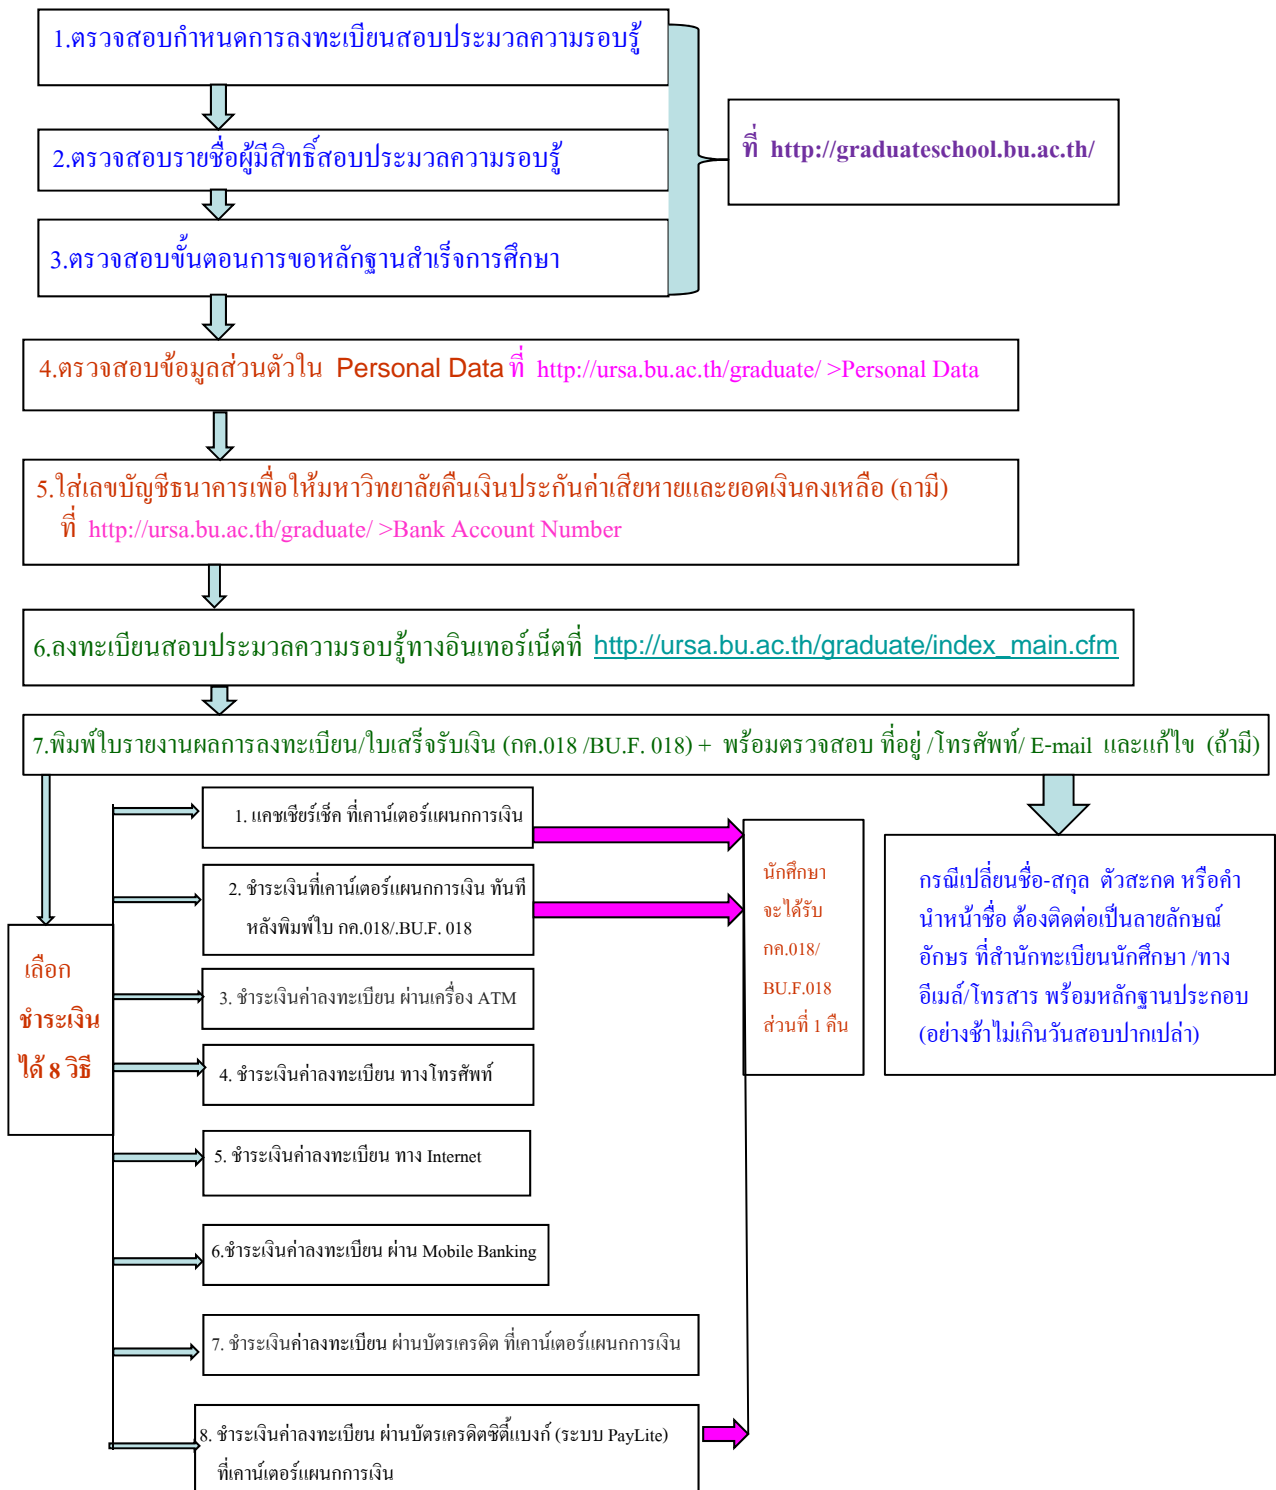 1.ตรวจสอบกำหนดการลงทะเบียนสอบประมวลความรอบรู้
2.ตรวจสอบรายชื่อผู้มีสิทธิ์สอบประมวลความรอบรู้
3.ตรวจสอบขั้นตอนการขอหลักฐานสำเร็จการศึกษา
ที่ http://graduateschool.bu.ac.th/
4.ตรวจสอบข้อมูลส่วนตัวใน Personal Data ที่ http://ursa.bu.ac.th/graduate/ >Personal Data
5.ใส่เลขบัญชีธนาคารเพื่อให้มหาวิทยาลัยคืนเงินประกันค่าเสียหายและยอดเงินคงเหลือ (ถามี)
ที่ http://ursa.bu.ac.th/graduate/ >Bank Account Number
6.ลงทะเบียนสอบประมวลความรอบรู้ทางอินเทอร์เน็ตที่ http://ursa.bu.ac.th/graduate/index_main.cfm
7.พิมพ์ใบรายงานผลการลงทะเบียน/ใบเสร็จรับเงิน (กค.018 /BU.F. 018) + พร้อมตรวจสอบ ที่อยู่ /โทรศัพท์/ E-mail และแก้ไข (ถ้ามี)
เลือก
ชำระเงิน
ได้ 8 วิธี
1. แคชเชียร์เช็ค ที่เคาน์เตอร์แผนกการเงิน
2. ชำระเงินที่เคาน์เตอร์แผนกการเงิน ทันที
หลังพิมพ์ใบ กค.018/.BU.F. 018
3. ชำระเงินค่าลงทะเบียน ผ่านเครื่อง ATM
4. ชำระเงินค่าลงทะเบียน ทางโทรศัพท์
5. ชำระเงินค่าลงทะเบียน ทาง Internet
6.ชำระเงินค่าลงทะเบียน ผ่าน Mobile Banking
7. ชำระเงินค่าลงทะเบียน ผ่านบัตรเครดิต ที่เคาน์เตอร์แผนกการเงิน
8. ชำระเงินค่าลงทะเบียน ผ่านบัตรเครดิตซิตี้แบงก์ (ระบบ PayLite)
ที่เคาน์เตอร์แผนกการเงิน
นักศึกษา
จะได้รับ
กค.018/
BU.F.018
ส่วนที่ 1 คืน
กรณีเปลี่ยนชื่อ-สกุล ตัวสะกด หรือคำ
นำหน้าชื่อ ต้องติดต่อเป็นลายลักษณ์
อักษร ที่สำนักทะเบียนนักศึกษา /ทาง
อีเมล์/โทรสาร พร้อมหลักฐานประกอบ
(อย่างช้าไม่เกินวันสอบปากเปล่า)